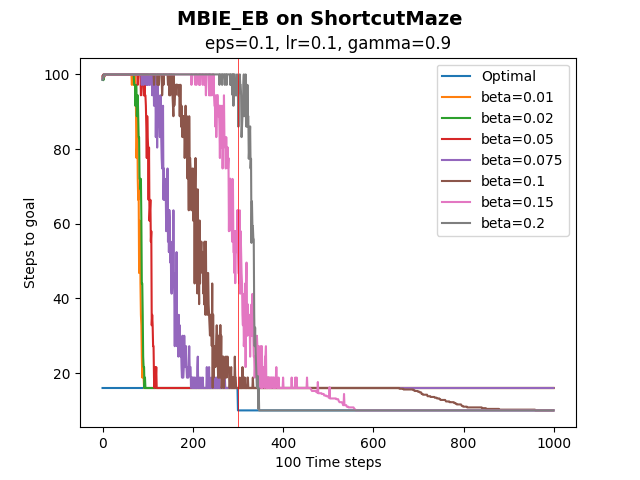 MBIE_EB on ShortcutMaze
eps=0.1, lr=0.1, gamma=0.9
Steps to goal
100
80
60
40
20
Optimal
beta=0.01
beta=0.02
beta=0.05
beta=0.075
beta=0.1
beta=0.15
beta=0.2
0 200 400 600 800 1000
100 Time steps